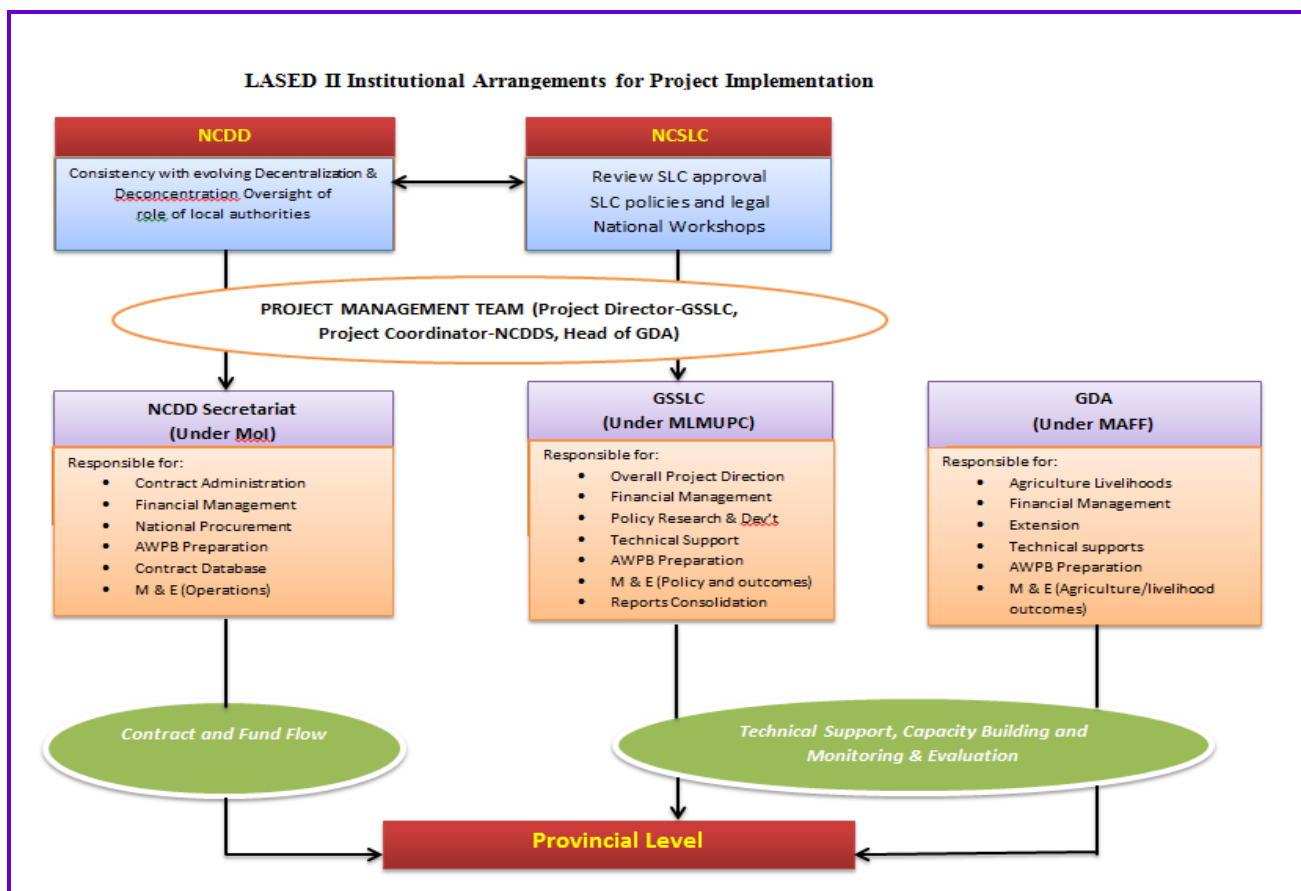 LASED II Institutional Arrangements for Project Implementation
NCDD
Consistency with evolving Decentralization &
Deconcentration Oversight of
role of local authorities
NCSLC
Review SLC approval
SLC policies and legal
National Workshops
PROJECT MANAGEMENT TEAM (Project Director-GSSLC,
Project Coordinator-NCDDS, Head of GDA)
NCDD Secretariat
(Under MoI)
Responsible for:
• Contract Administration
• Financial Management
• National Procurement
• AWPB Preparation
• Contract Database
• M & E (Operations)
GSSLC
(Under MLMUPC)
Responsible for:
• Overall Project Direction
• Financial Management
• Policy Research & Dev't
• Technical Support
• AWPB Preparation
• M & E (Policy and outcomes)
• Reports Consolidation
GDA
(Under MAFF)
Responsible for:
• Agriculture Livelihoods
• Financial Management
• Extension
• Technical supports
• AWPB Preparation
• M & E (Agriculture/livelihood
outcomes)
Contract and Fund Flow
Technical Support, Capacity Building and
Monitoring & Evaluation
Provincial Level